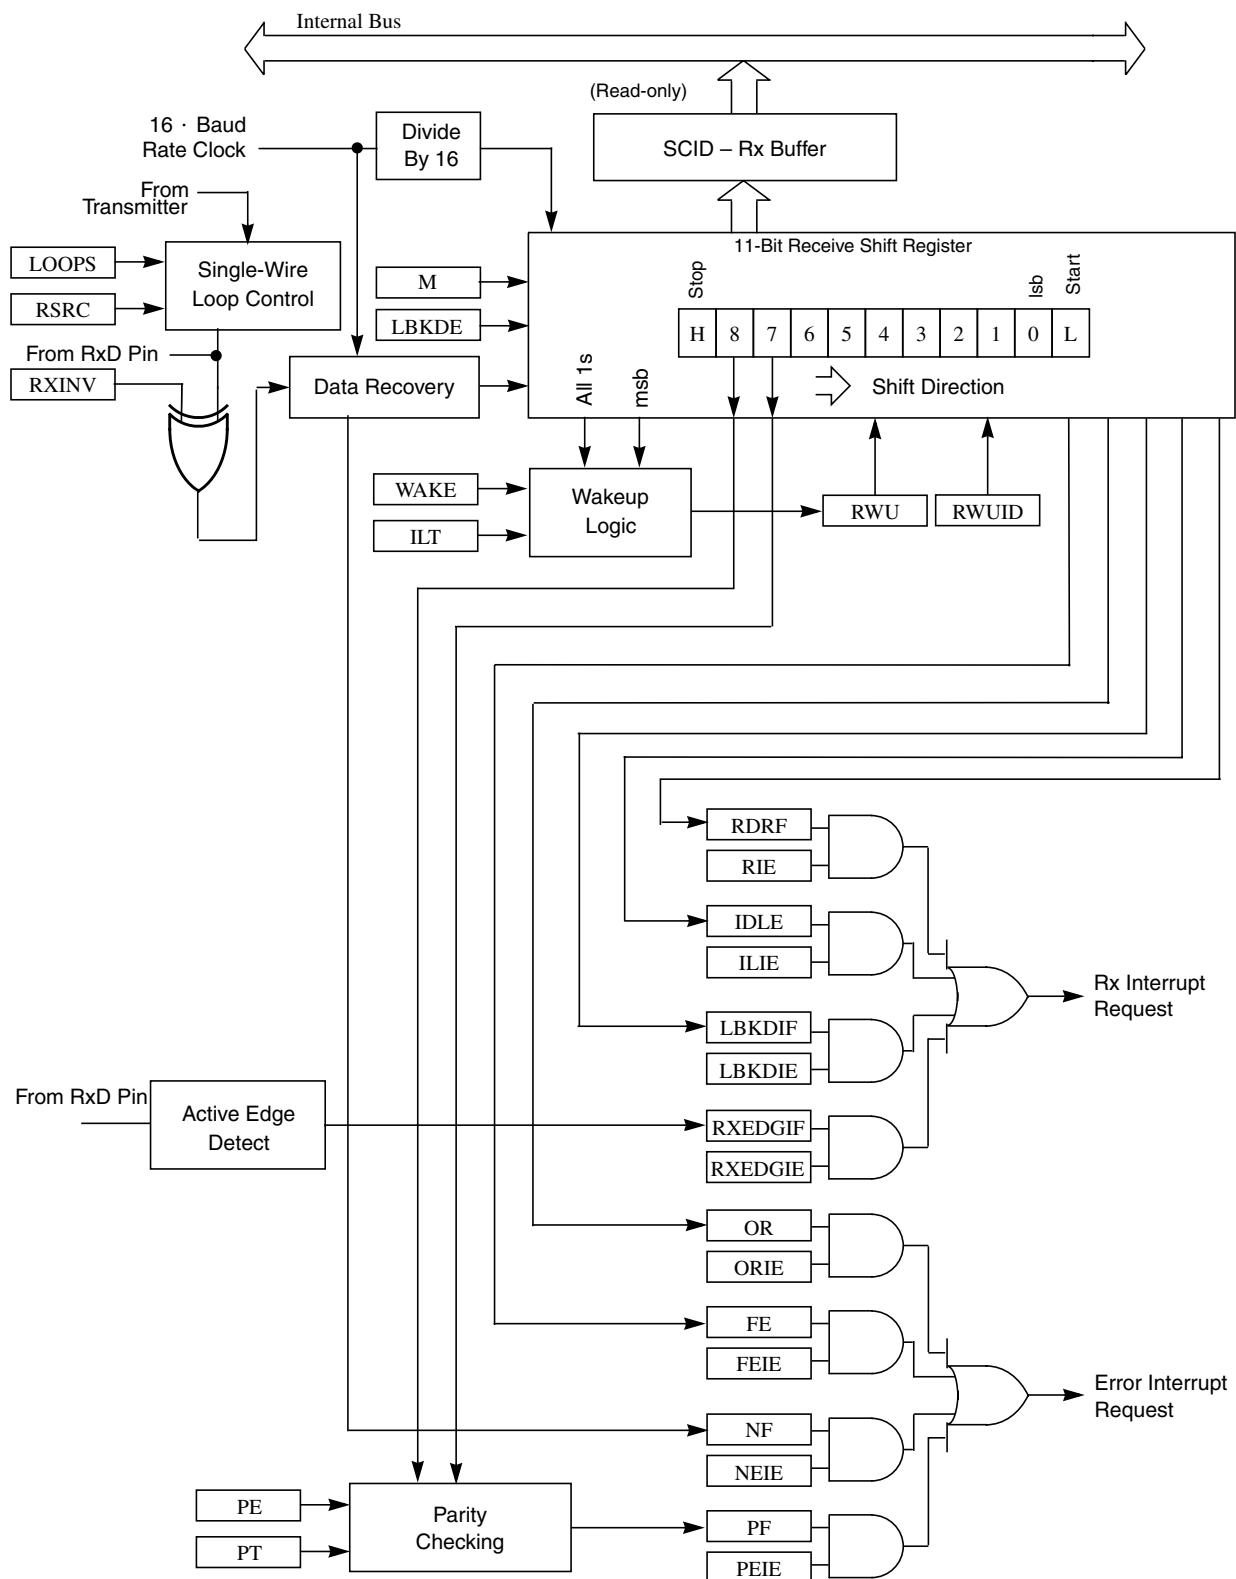 Internal Bus
(Read-only)
16 · Baud
Rate Clock
Divide
By 16
SCID – Rx Buffer
From
Transmitter
11-Bit Receive Shift Register
LOOPS
RSRC
Single-Wire
Loop Control
M
LBKDE
Stop
lsb
Start
H 8 7 6 5 4 3 2 1 0 L
From RxD Pin
RXINV
Data Recovery
All 1s
msb
Shift Direction
WAKE
ILT
Wakeup
Logic
RWU
RWUID
RDRF
RIE
IDLE
ILIE
Rx Interrupt
Request
LBKDIF
LBKDIE
From RxD Pin
Active Edge
Detect
RXEDGIF
RXEDGIE
OR
ORIE
FE
FEIE
Error Interrupt
Request
NF
NEIE
PE
PT
Parity
Checking
PF
PEIE